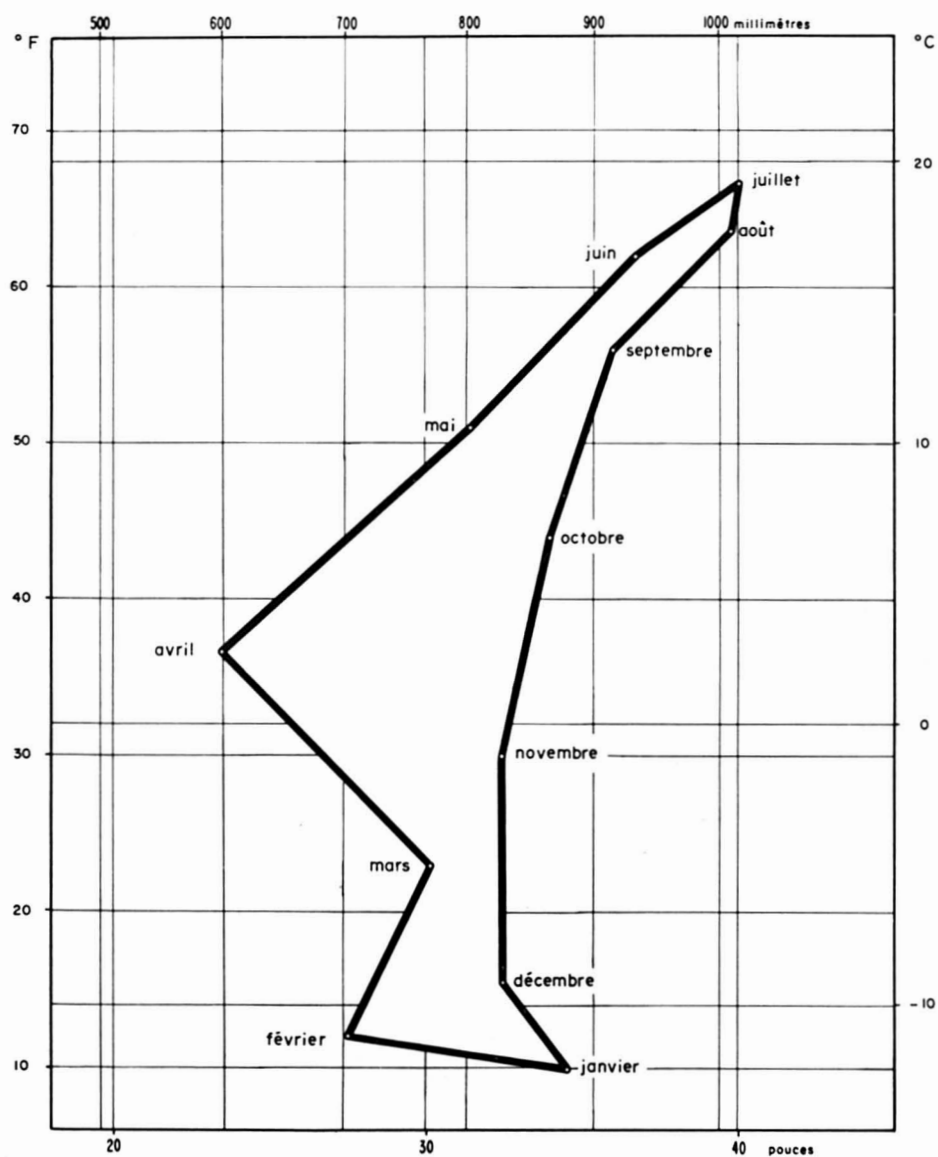 500 600 700 800 900 1000 millimètres
°F °C
70
20
juillet
août
juin
60
septembre
mai
50 10
octobre
40
avril
0
30 novembre
mars
20
décembre
-10
février
10 janvier
20 30 40 pouces